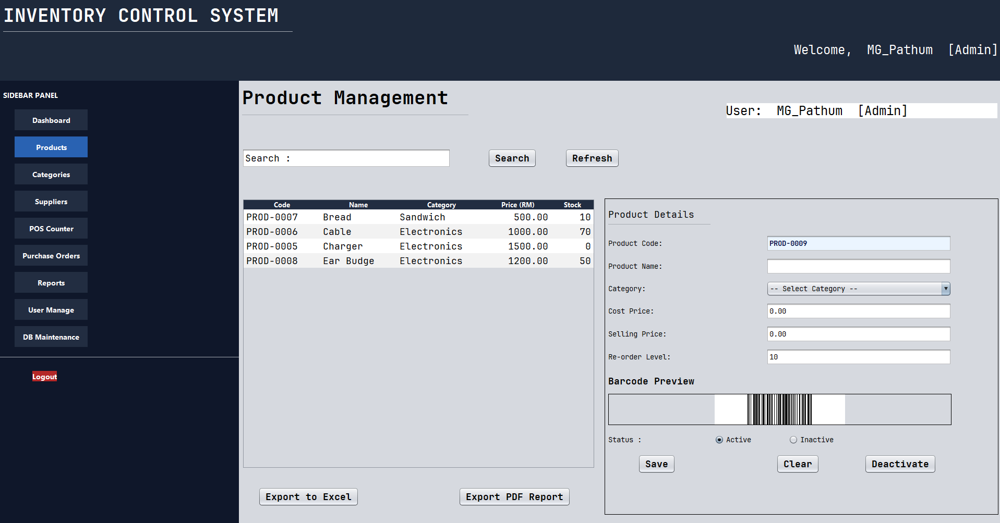 INVENTORY CONTROL SYSTEM
Welcome, MG_Pathum [Admin]
SIDEBAR PANEL
Dashboard
Products
Categories
Suppliers
POS Counter
Purchase Orders
Reports
User Manage
DB Maintenance
Logout
Product Management
User: MG_Pathum [Admin]
Search :
Search
Refresh
Code Name Category Price (RM) Stock
PROD-0007 Bread Sandwich 500.00 10
PROD-0006 Cable Electronics 1000.00 70
PROD-0005 Charger Electronics 1500.00 0
PROD-0008 Ear Budge Electronics 1200.00 50
Export to Excel
Export PDF Report
Product Details
Product Code: PROD-0009
Product Name:
Category: -- Select Category --
Cost Price: 0.00
Selling Price: 0.00
Re-order Level: 10
Barcode Preview
Status : Active Inactive
Save Clear Deactivate